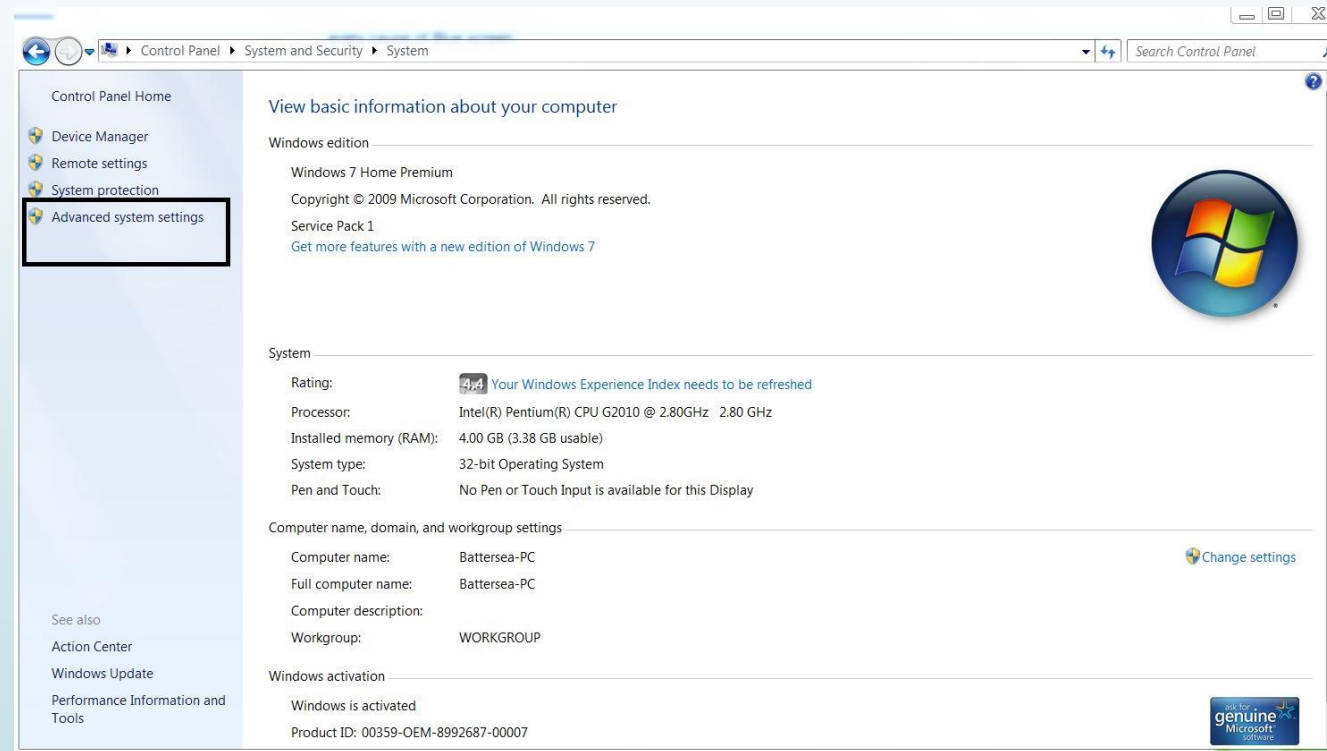 Control Panel ▸ System and Security ▸ System
Search Control Panel
Control Panel Home
Device Manager
Remote settings
System protection
Advanced system settings
See also
Action Center
Windows Update
Performance Information and
Tools
View basic information about your computer
Windows edition
Windows 7 Home Premium
Copyright © 2009 Microsoft Corporation. All rights reserved.
Service Pack 1
Get more features with a new edition of Windows 7
System
Rating: 4,4 Your Windows Experience Index needs to be refreshed
Processor: Intel(R) Pentium(R) CPU G2010 @ 2.80GHz 2.80 GHz
Installed memory (RAM): 4.00 GB (3.38 GB usable)
System type: 32-bit Operating System
Pen and Touch: No Pen or Touch Input is available for this Display
Computer name, domain, and workgroup settings
Computer name: Battersea-PC
Change settings
Full computer name: Battersea-PC
Computer description:
Workgroup: WORKGROUP
Windows activation
Windows is activated
Product ID: 00359-OEM-8992687-00007
ask for
genuine
Microsoft
software